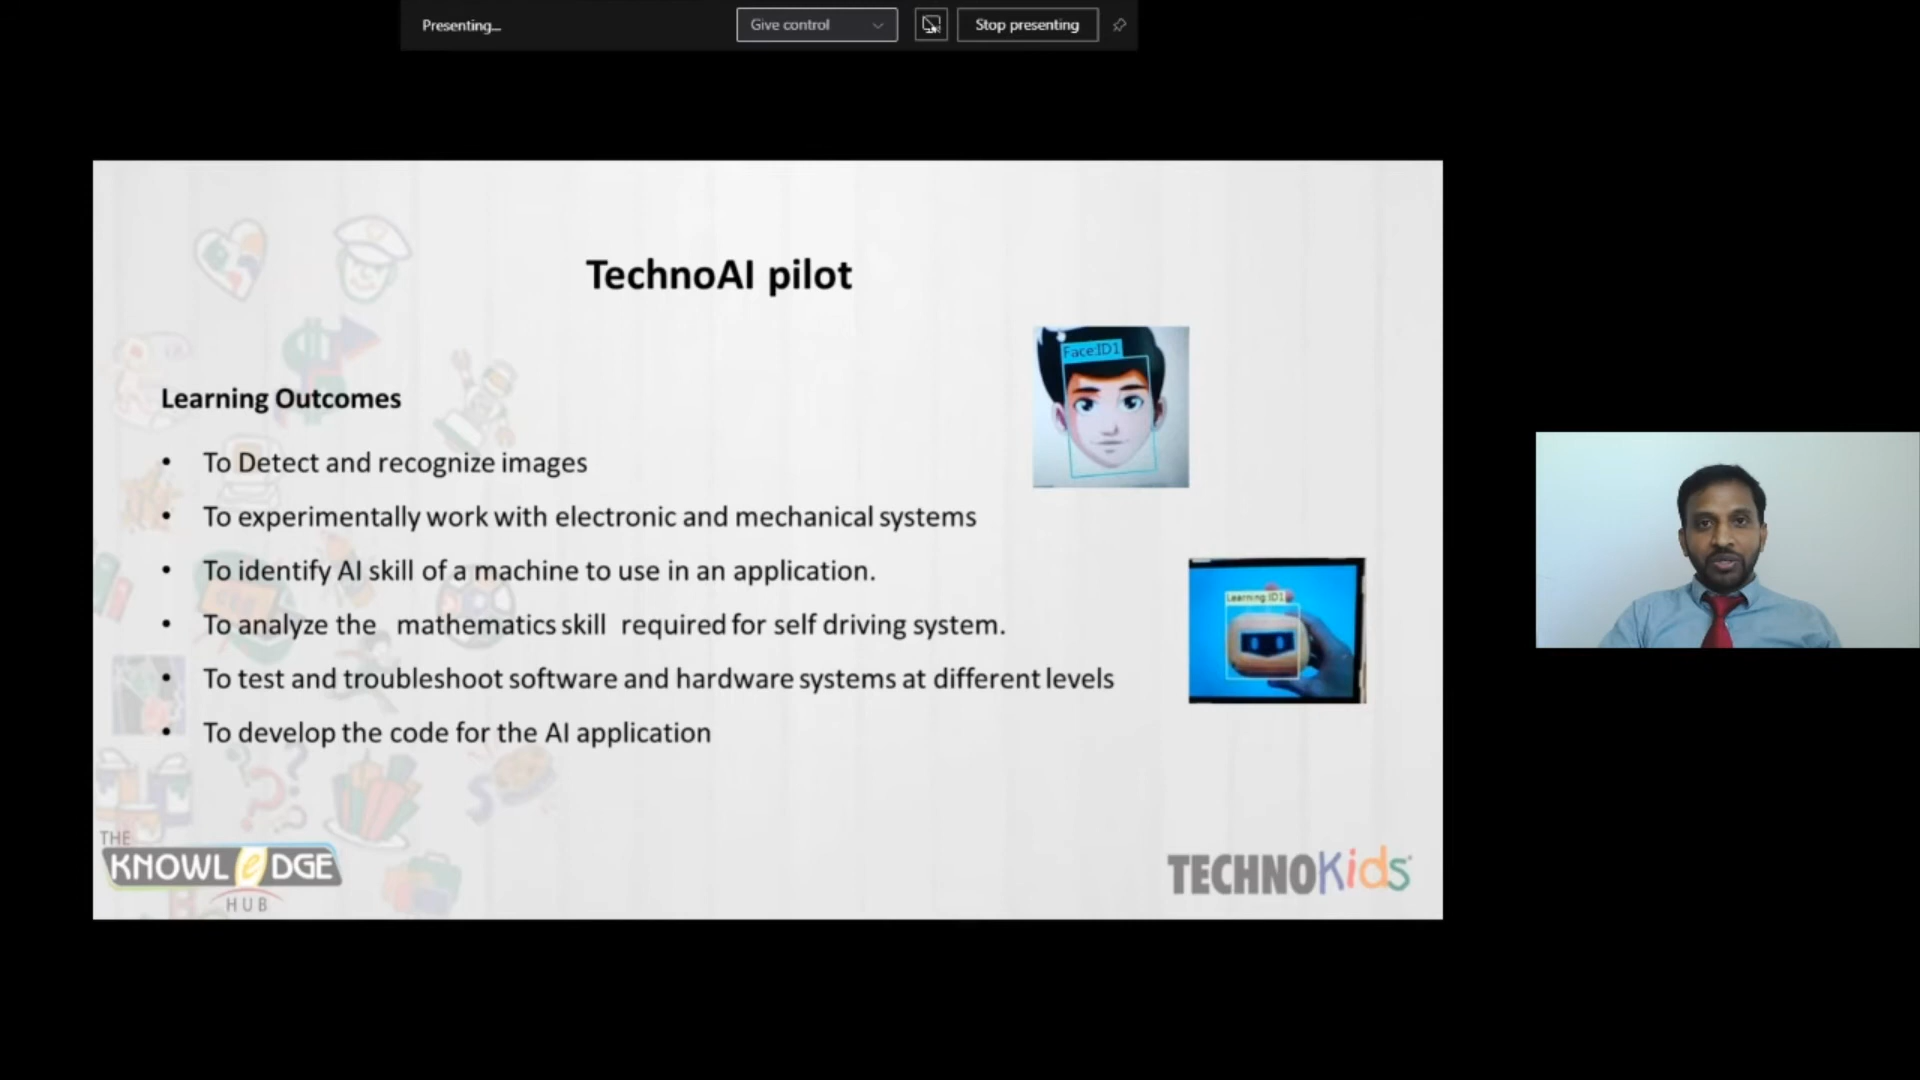 Presenting...
Give control
Stop presenting
TechnoAI pilot
Face:ID1
Learning Outcomes
• To Detect and recognize images
• To experimentally work with electronic and mechanical systems
• To identify AI skill of a machine to use in an application.
Learning:ID1
• To analyze the mathematics skill required for self driving system.
• To test and troubleshoot software and hardware systems at different levels
• To develop the code for the AI application
THE
KNOWLeDGE
HUB
TECHNOKids